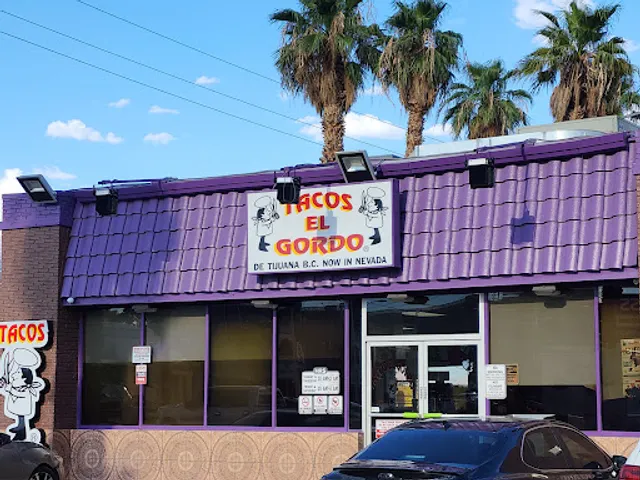 TACOS
EL
GORDO
DE TIJUANA B.C. NOW IN NEVADA
TACOS